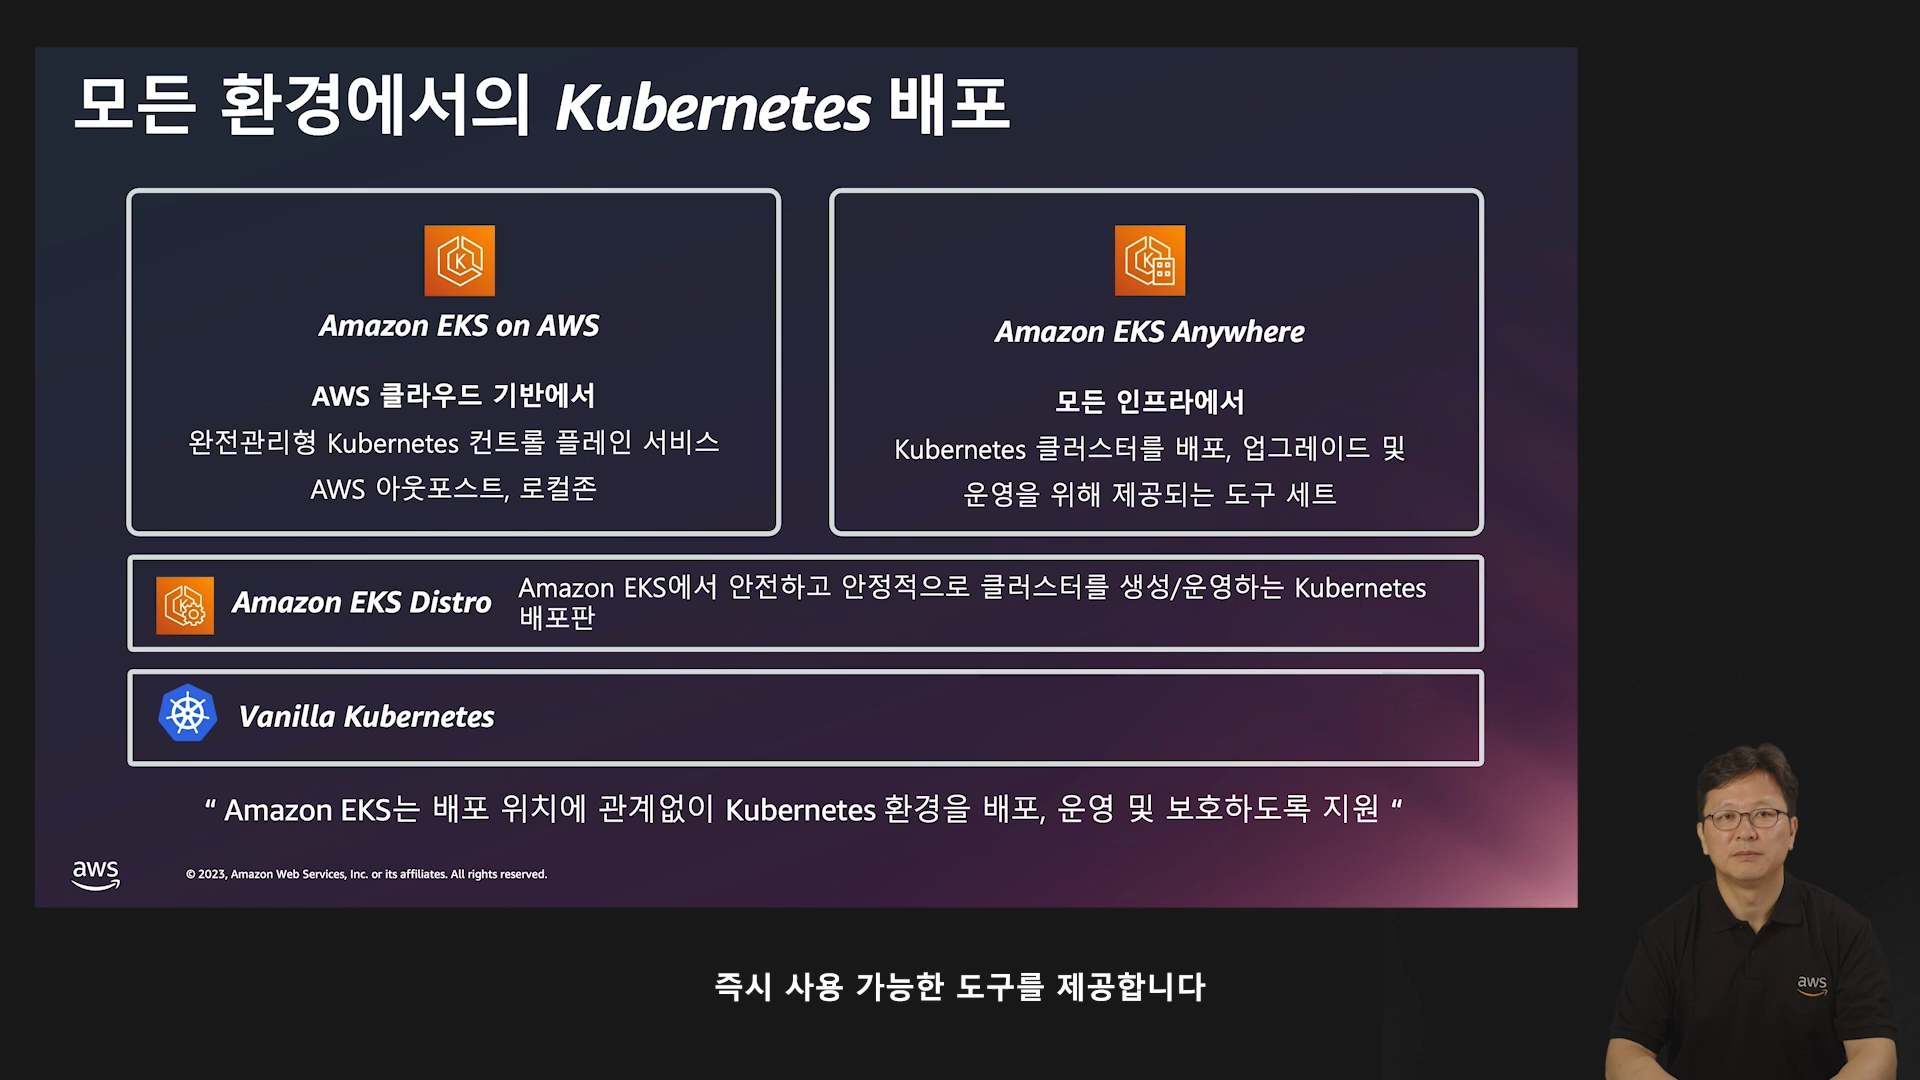 모든 환경에서의 Kubernetes 배포
Amazon EKS on AWS
AWS 클라우드 기반에서
완전관리형 Kubernetes 컨트롤 플레인 서비스
AWS 아웃포스트, 로컬존
Amazon EKS Anywhere
모든 인프라에서
Kubernetes 클러스터를 배포, 업그레이드 및
운영을 위해 제공되는 도구 세트
Amazon EKS Distro
Amazon EKS에서 안전하고 안정적으로 클러스터를 생성/운영하는 Kubernetes
배포판
Vanilla Kubernetes
“ Amazon EKS는 배포 위치에 관계없이 Kubernetes 환경을 배포, 운영 및 보호하도록 지원 “
aws
© 2023, Amazon Web Services, Inc. or its affiliates. All rights reserved.
aws
즉시 사용 가능한 도구를 제공합니다